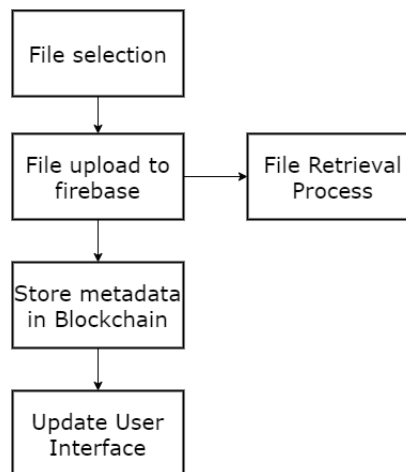 File selection
File upload to
firebase
File Retrieval
Process
Store metadata
in Blockchain
Update User
Interface